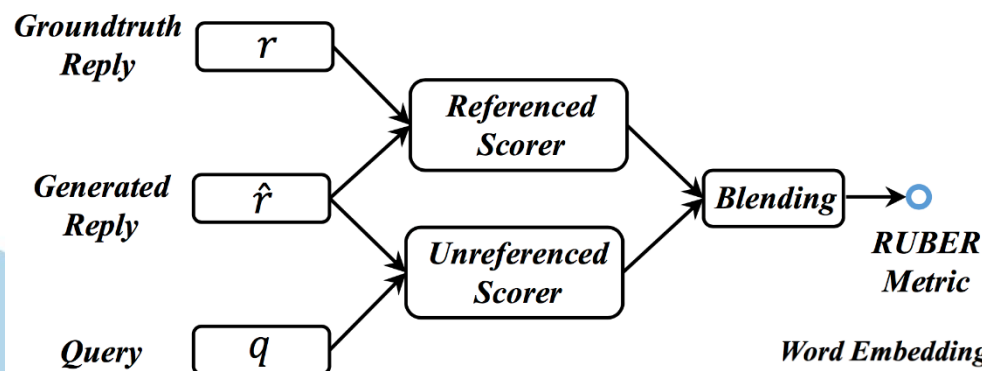 Groundtruth
Reply
r
Referenced
Scorer
Generated
Reply
r̂
Blending
RUBER
Metric
Unreferenced
Scorer
Query
q
Word Embedding